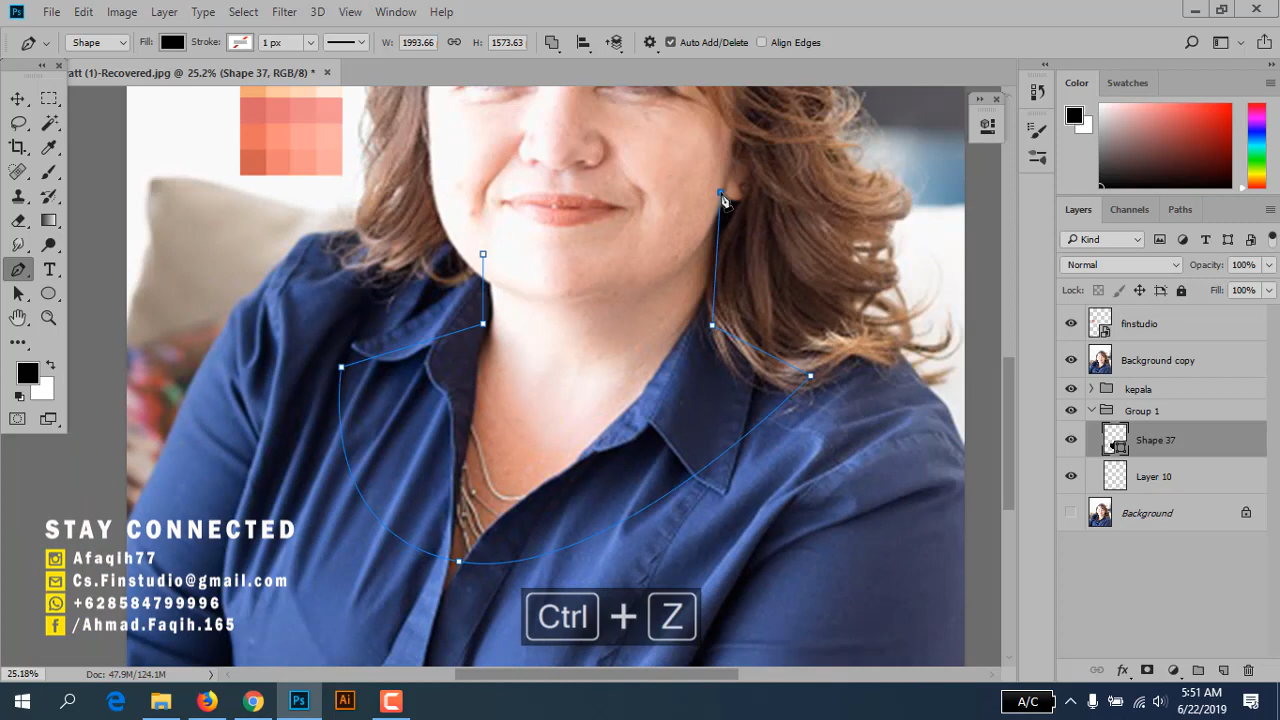 Ps File Edit Image Layer Type Select Filter 3D View Window Help
Shape Fill: Stroke: 1 px W: 1993.66 H: 1573.63 Auto Add/Delete Align Edges
att (1)-Recovered.jpg @ 25.2% (Shape 37, RGB/8) *
Color Swatches
Layers Channels Paths
Kind
Normal Opacity: 100%
Lock: Fill: 100%
finstudio
Background copy
kepala
Group 1
Shape 37
Layer 10
Background
STAY CONNECTED
Afaqih77
Cs.Finstudio@gmail.com
+628584799996
/Ahmad.Faqih.165
Ctrl + Z
25.18% Doc: 47.9M/124.1M
Ps Ai A/C 5:51 AM
6/22/2019